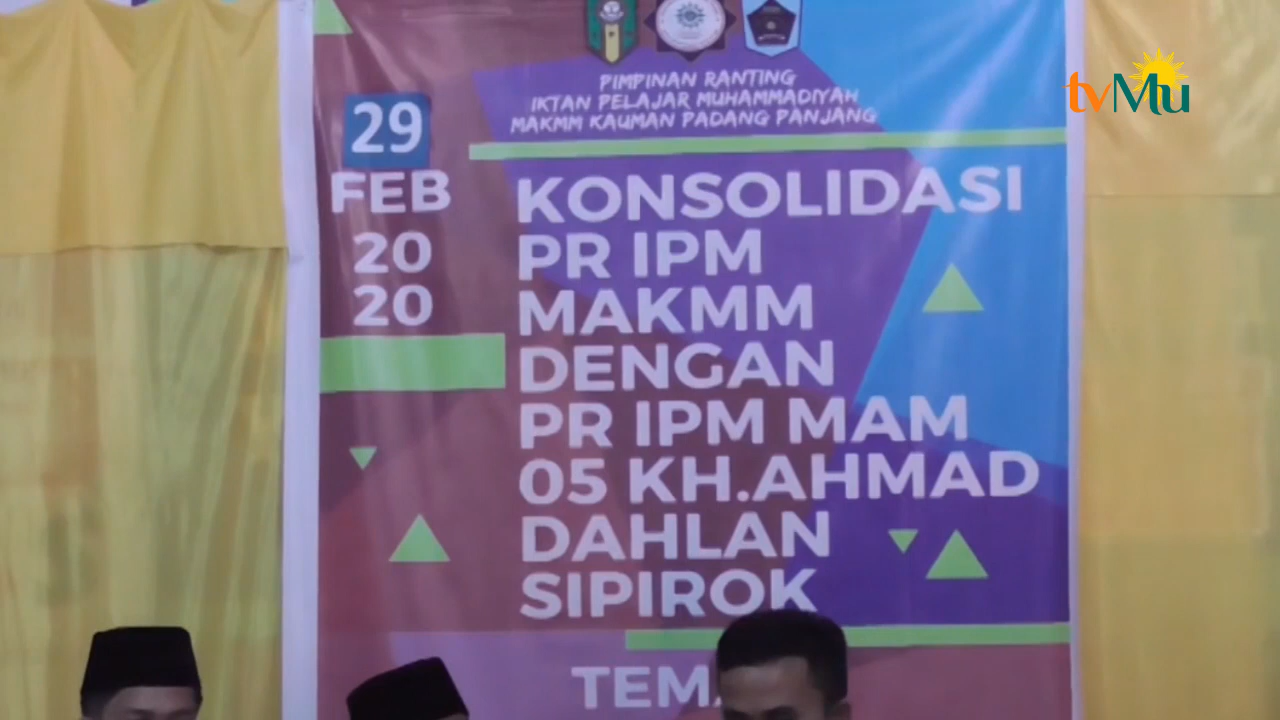 tvMu
PIMPINAN RANTING
IKTAN PELAJAR MUHAMMADIYAH
MAKMM KAUMAN PADANG PANJANG
29
FEB
20
20
KONSOLIDASI
PR IPM
MAKMM
DENGAN
PR IPM MAM
05 KH.AHMAD
DAHLAN
SIPIROK
TEMA